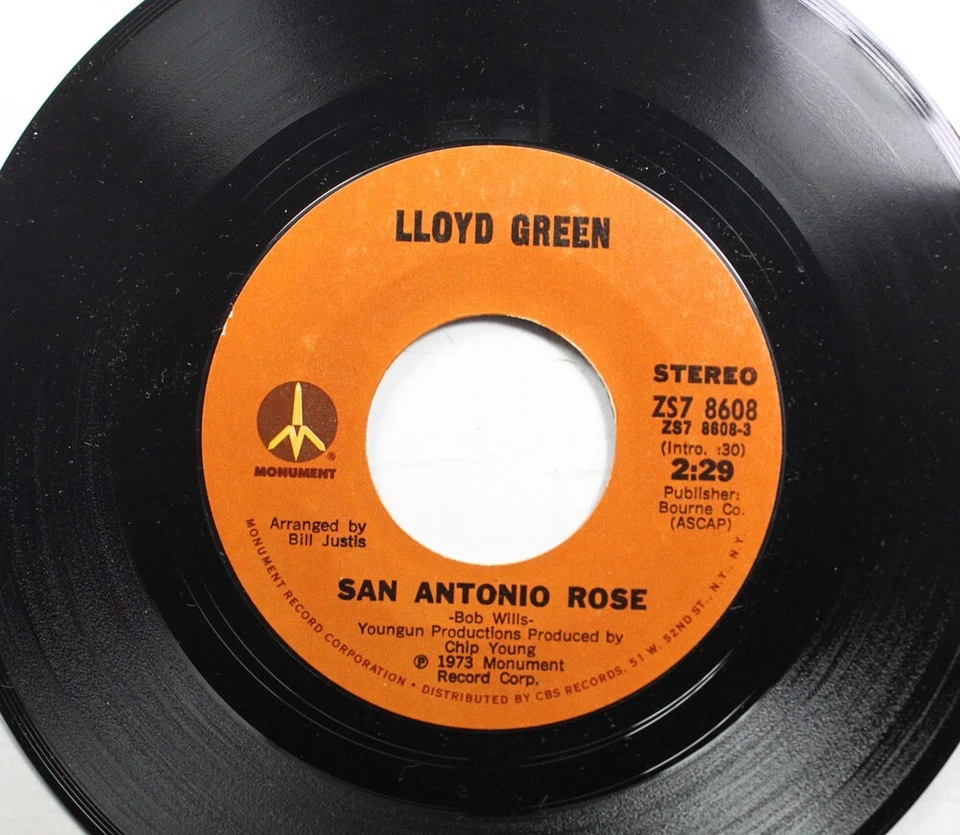 LLOYD GREEN
STEREO
ZS7 8608
ZS7 8608-3
(Intro. :30)
2:29
Publisher:
Bourne Co.
(ASCAP)
®
MONUMENT
Arranged by
Bill Justis
SAN ANTONIO ROSE
-Bob Wills-
Youngun Productions Produced by
Chip Young
℗ 1973 Monument
Record Corp.
MONUMENT RECORD CORPORATION • DISTRIBUTED BY CBS RECORDS, 51 W. 52ND ST., N.Y., N.Y.